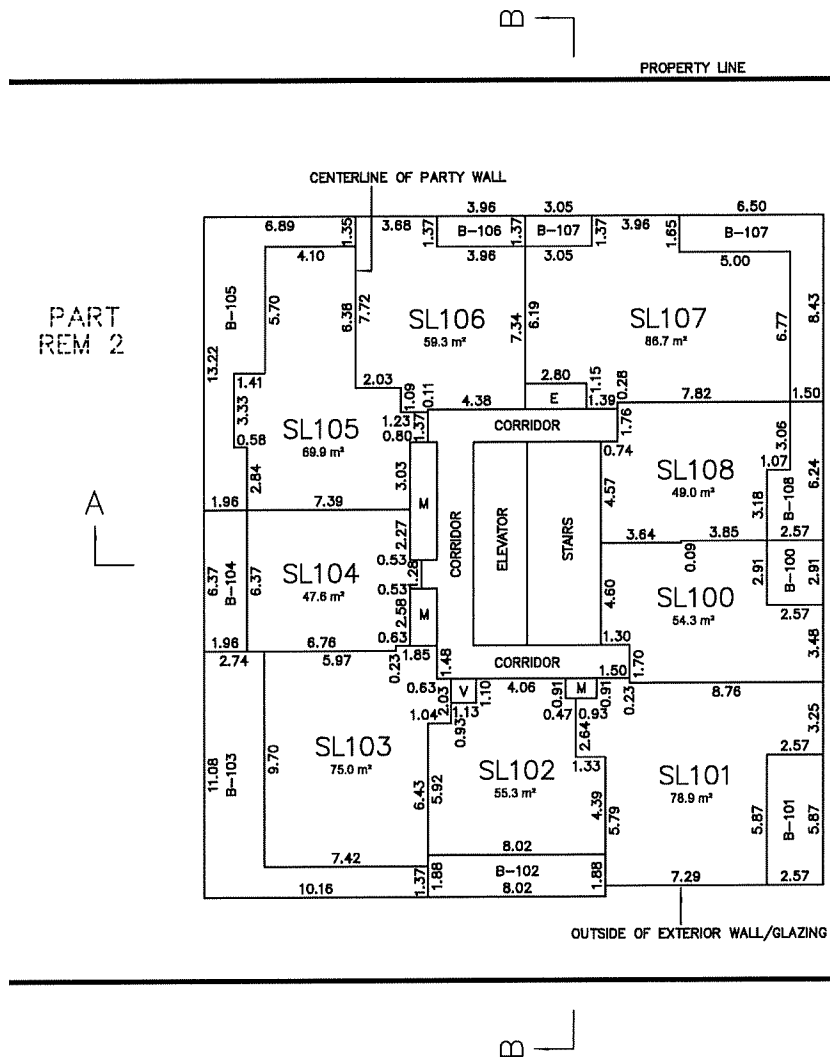 B
PROPERTY LINE
CENTERLINE OF PARTY WALL
3.96 3.05 6.50
6.89 1.35 3.68 1.37 B-106 1.37 B-107 1.37 3.96 1.65 B-107
4.10 3.96 3.05 5.00
PART
REM 2
B-105 5.70 6.38 7.72 7.34 6.19 6.77 8.43
SL106
59.3 m²
SL107
86.7 m²
13.22
1.41 2.03 2.80 1.15 0.28
3.33 1.09 0.11 4.38 E 1.39 7.82 1.50
1.23 1.37 CORRIDOR 1.76 3.06
0.58 0.80 0.74 1.07
SL105
69.9 m²
SL108
49.0 m²
2.84 3.03 M 4.57 3.18 B-108 6.24
A
1.96 7.39
2.27 CORRIDOR ELEVATOR STAIRS 3.64 3.85 2.57
0.53 0.09
6.37 B-104 6.37 1.28 2.91 B-100 2.91
SL104
47.6 m²
SL100
54.3 m²
0.53 2.58 M 4.60 2.57
0.63 3.48
1.96 6.76 1.85 1.30
2.74 5.97 0.23 1.48 CORRIDOR 1.70
0.63 V 1.10 4.06 0.91 M 0.91 1.50 0.23 8.76
2.03 1.13 0.47 0.93
1.04 0.93 2.64 3.25
11.08 B-103 9.70
SL103
75.0 m²
SL102
55.3 m²
SL101
78.9 m²
1.33 2.57
6.43 5.92 4.39 5.79 5.87 B-101 5.87
8.02
7.42 1.37 1.88 B-102 1.88 7.29 2.57
10.16 8.02
OUTSIDE OF EXTERIOR WALL/GLAZING
B